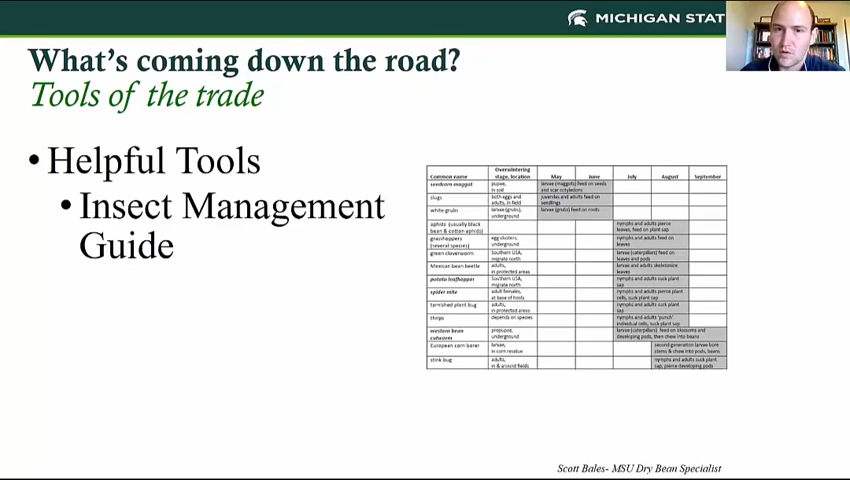 MICHIGAN STAT
What's coming down the road?
Tools of the trade
• Helpful Tools
• Insect Management
Guide
Common name Overwintering stage, location May June July August September
seedcorn maggot pupae, in soil larvae (maggots) feed on seeds and scar cotyledons
slugs both eggs and adults, in field juveniles and adults feed on seedlings
white grubs larvae (grubs), underground larvae (grubs) feed on roots
aphids (usually black bean & cotton aphids) nymphs and adults pierce leaves, feed on plant sap
grasshoppers (several species) egg clusters, underground nymphs and adults feed on leaves
green cloverworm Southern USA, migrate north larvae (caterpillars) feed on leaves and pods
Mexican bean beetle adults, in protected areas larvae and adults skeletonize leaves
potato leafhopper Southern USA, migrate north nymphs and adults suck plant sap
spider mite adult females, at base of hosts nymphs and adults pierce plant cells, suck plant sap
tarnished plant bug adults, in protected areas nymphs and adults suck plant sap
thrips depends on species nymphs and adults 'punch' individual cells, suck plant sap
western bean cutworm prepupae, underground larvae (caterpillars) feed on blossoms and developing pods, then chew into beans
European corn borer larvae, in corn residue second generation larvae bore stems & chew into pods, beans
stink bug adults, in & around fields nymphs and adults suck plant sap, pierce developing pods
Scott Bales- MSU Dry Bean Specialist